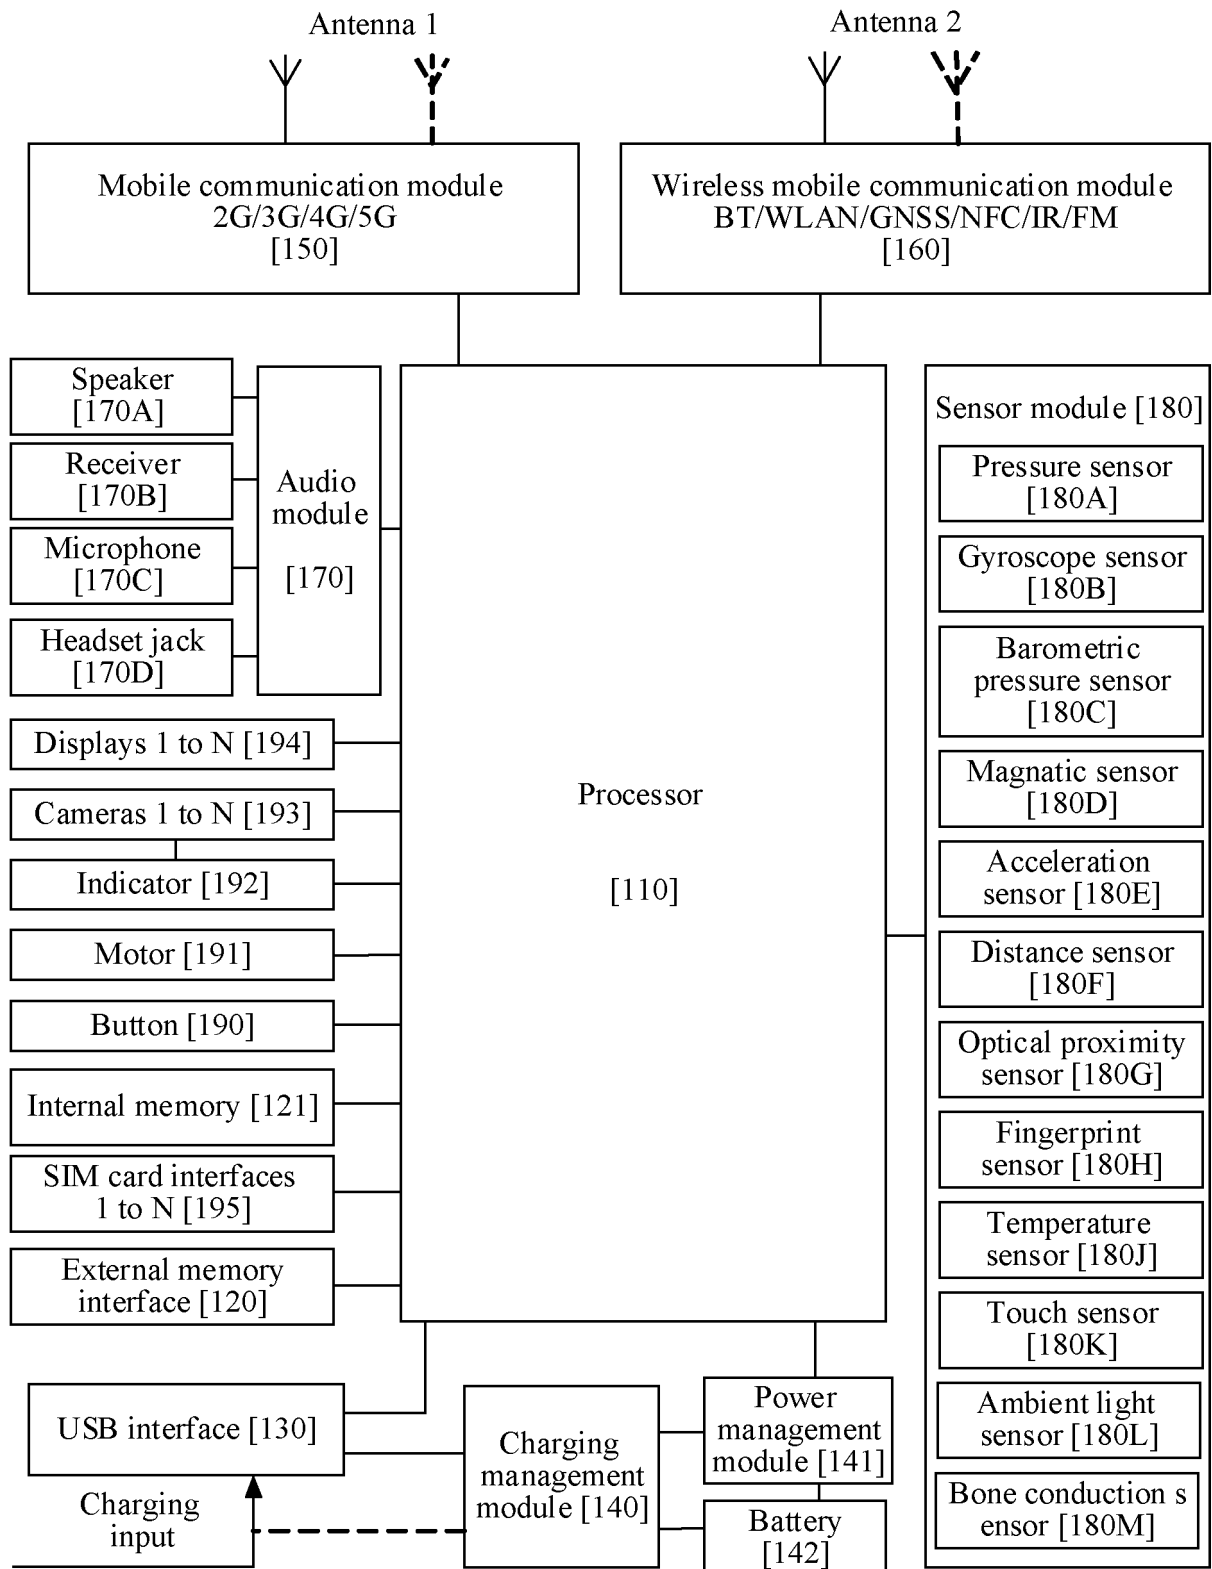 Antenna 1
Antenna 2
Mobile communication module
2G/3G/4G/5G
[150]
Wireless mobile communication module
BT/WLAN/GNSS/NFC/IR/FM
[160]
Speaker
[170A]
Receiver
[170B]
Microphone
[170C]
Headset jack
[170D]
Audio
module
[170]
Displays 1 to N [194]
Cameras 1 to N [193]
Indicator [192]
Motor [191]
Button [190]
Internal memory [121]
SIM card interfaces
1 to N [195]
External memory
interface [120]
Processor
[110]
Sensor module [180]
Pressure sensor
[180A]
Gyroscope sensor
[180B]
Barometric
pressure sensor
[180C]
Magnatic sensor
[180D]
Acceleration
sensor [180E]
Distance sensor
[180F]
Optical proximity
sensor [180G]
Fingerprint
sensor [180H]
Temperature
sensor [180J]
Touch sensor
[180K]
Ambient light
sensor [180L]
Bone conduction s
ensor [180M]
USB interface [130]
Charging
input
Charging
management
module [140]
Power
management
module [141]
Battery
[142]